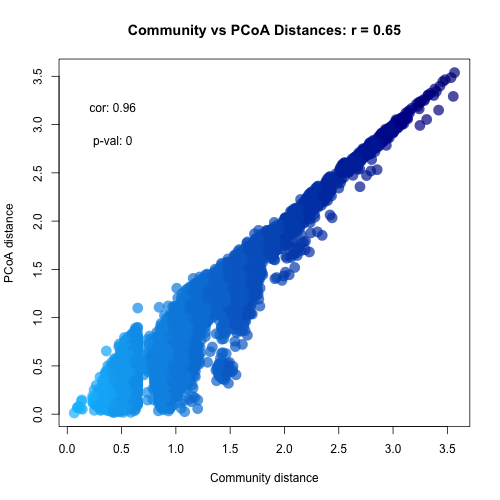 Community vs PCoA Distances: r = 0.65
cor: 0.96
p-val: 0
PCoA distance
0.0 0.5 1.0 1.5 2.0 2.5 3.0 3.5
0.0 0.5 1.0 1.5 2.0 2.5 3.0 3.5
Community distance